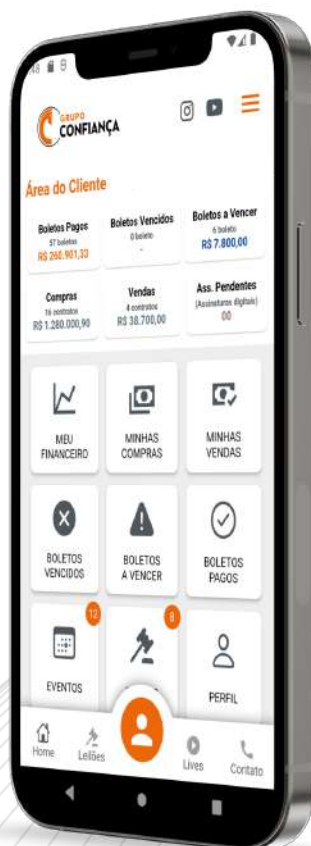 GRUPO
CONFIANÇA
Área do Cliente
Boletos Pagos
57 boletos
R$ 260.901,33
Boletos Vencidos
0 boleto
-
Boletos a Vencer
6 boleto
R$ 7.800,00
Compras
16 contratos
R$ 1.280.000,90
Vendas
4 contratos
R$ 38.700,00
Ass. Pendentes
(Assinaturas digitais)
00
MEU
FINANCEIRO
MINHAS
COMPRAS
MINHAS
VENDAS
BOLETOS
VENCIDOS
BOLETOS
A VENCER
BOLETOS
PAGOS
12
EVENTOS
8
PERFIL
Home
Leilões
Lives
Contato